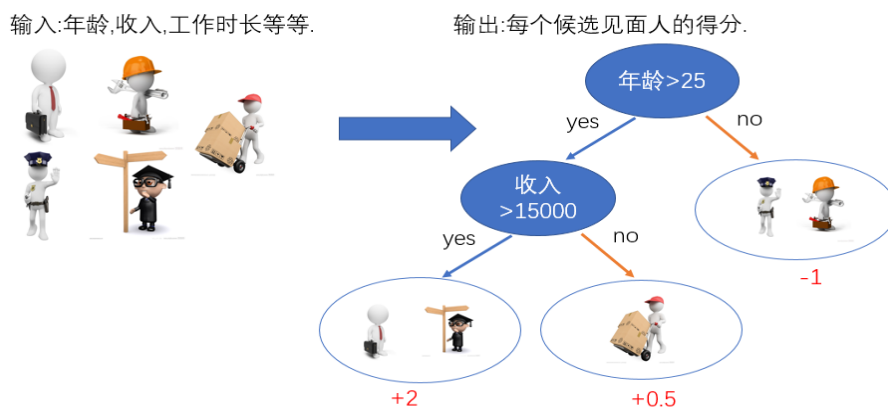 输入:年龄,收入,工作时长等等.
输出:每个候选见面人的得分.
年龄>25
yes
no
收入
>15000
yes
no
-1
+2
+0.5